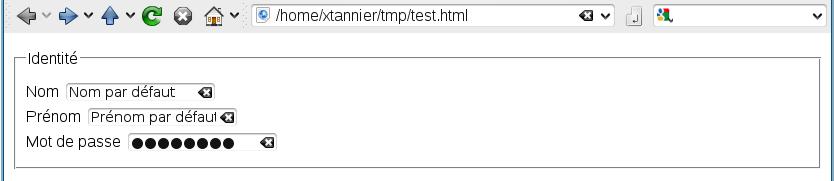 /home/xtannier/tmp/test.html
Identité
Nom Nom par défaut
Prénom Prénom par défaut
Mot de passe ●●●●●●●●